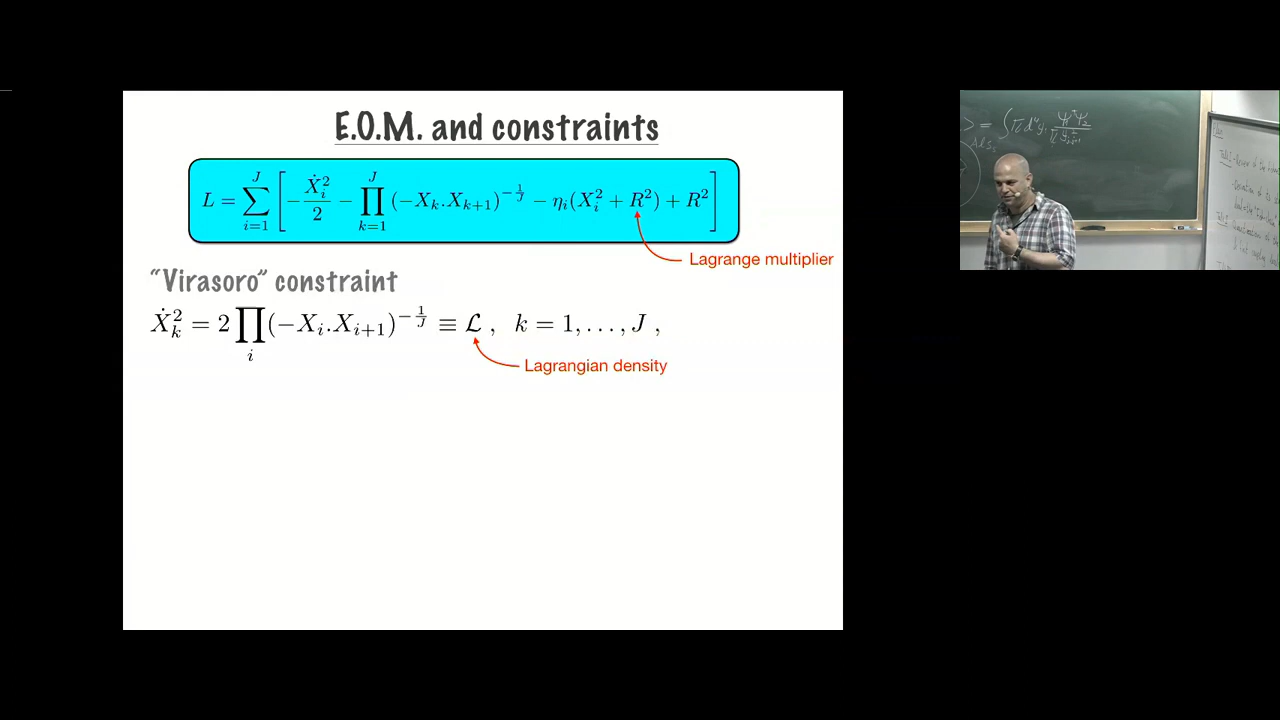 E.O.M. and constraints
L = \sum_{i=1}^{J} \left[ -\frac{\dot{X}_i^2}{2} - \prod_{k=1}^{J} (-X_k.X_{k+1})^{-\frac{1}{J}} - \eta_i(X_i^2 + R^2) + R^2 \right]
Lagrange multiplier
“Virasoro” constraint
\dot{X}_k^2 = 2 \prod_i (-X_i.X_{i+1})^{-\frac{1}{J}} \equiv \mathcal{L} , k = 1, . . . , J ,
Lagrangian density